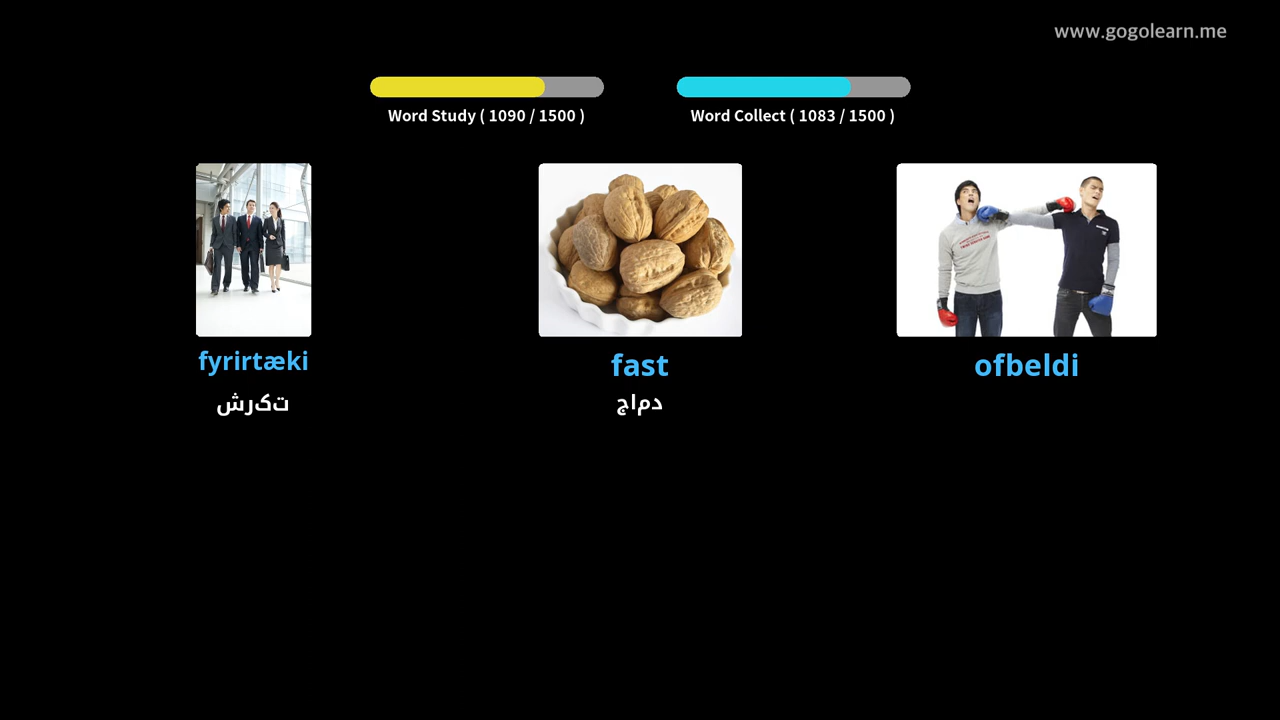 www.gogolearn.me
Word Study ( 1090 / 1500 )
Word Collect ( 1083 / 1500 )
fyrirtæki
تکرش
fast
دماج
ofbeldi